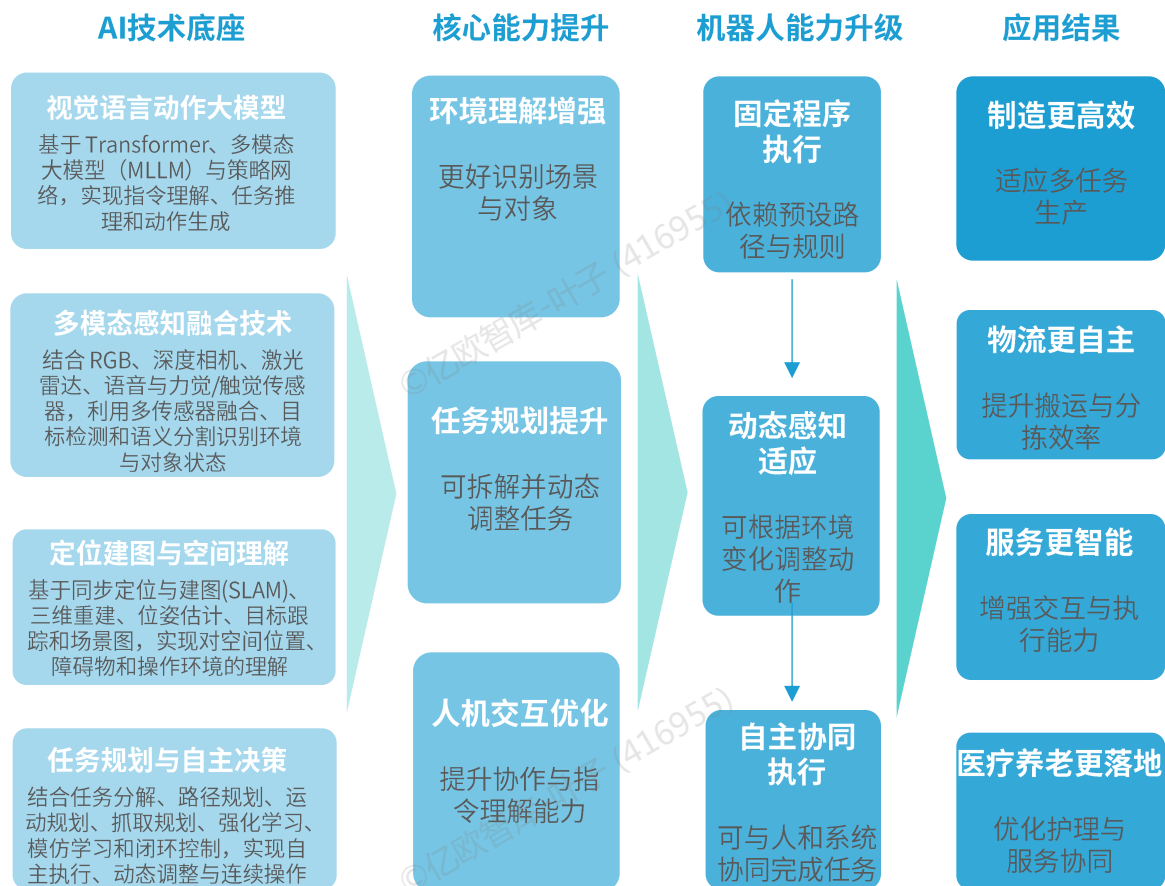 AI技术底座
视觉语言动作大模型
基于 Transformer、多模态
大模型（MLLM）与策略网
络，实现指令理解、任务推
理和动作生成
多模态感知融合技术
结合 RGB、深度相机、激光
雷达、语音与力觉/触觉传感
器，利用多传感器融合、目
标检测和语义分割识别环境
与对象状态
定位建图与空间理解
基于同步定位与建图(SLAM)、
三维重建、位姿估计、目标跟
踪和场景图，实现对空间位置、
障碍物和操作环境的理解
任务规划与自主决策
结合任务分解、路径规划、运
动规划、抓取规划、强化学习、
模仿学习和闭环控制，实现自
主执行、动态调整与连续操作
核心能力提升
环境理解增强
更好识别场景
与对象
任务规划提升
可拆解并动态
调整任务
人机交互优化
提升协作与指
令理解能力
机器人能力升级
固定程序
执行
依赖预设路
径与规则
动态感知
适应
可根据环境
变化调整动
作
自主协同
执行
可与人和系统
协同完成任务
应用结果
制造更高效
适应多任务
生产
物流更自主
提升搬运与分
拣效率
服务更智能
增强交互与执
行能力
医疗养老更落地
优化护理与
服务协同
©亿欧智库-叶子 (416955)
©亿欧智库-叶子 (416955)